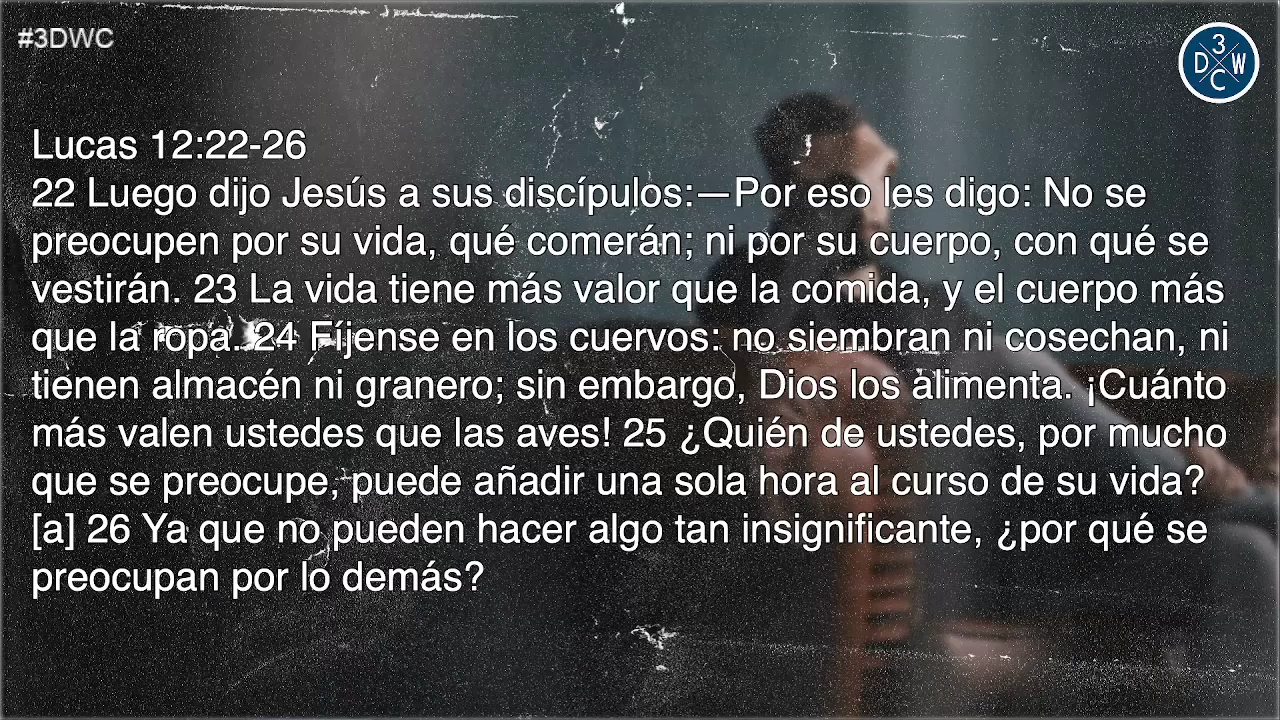 #3DWC
3
D W
C
Lucas 12:22-26
22 Luego dijo Jesús a sus discípulos:—Por eso les digo: No se
preocupen por su vida, qué comerán; ni por su cuerpo, con qué se
vestirán. 23 La vida tiene más valor que la comida, y el cuerpo más
que la ropa. 24 Fíjense en los cuervos: no siembran ni cosechan, ni
tienen almacén ni granero; sin embargo, Dios los alimenta. ¡Cuánto
más valen ustedes que las aves! 25 ¿Quién de ustedes, por mucho
que se preocupe, puede añadir una sola hora al curso de su vida?
[a] 26 Ya que no pueden hacer algo tan insignificante, ¿por qué se
preocupan por lo demás?